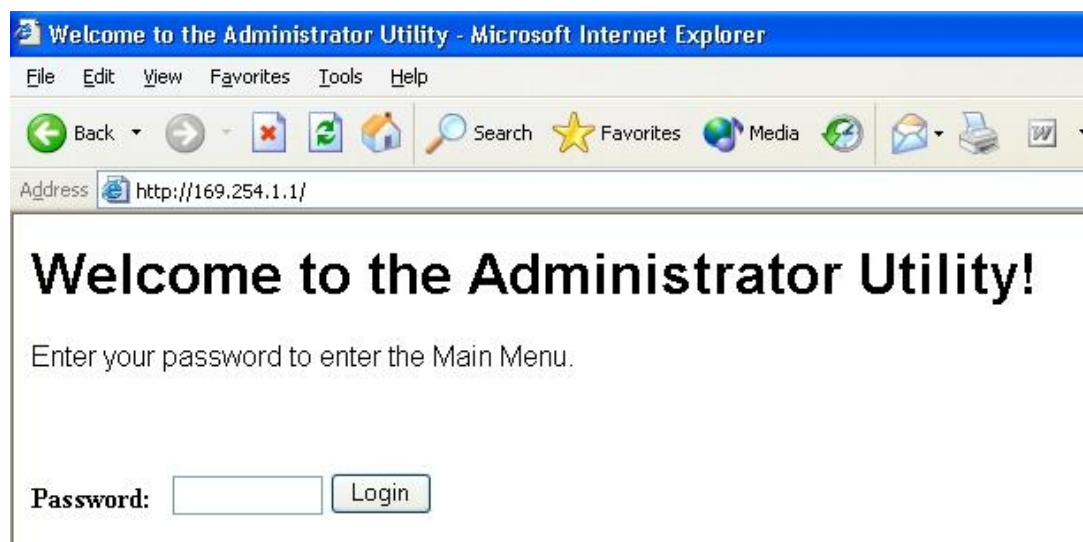 Welcome to the Administrator Utility - Microsoft Internet Explorer
File Edit View Favorites Tools Help
Back Search Favorites Media W
Address http://169.254.1.1/
Welcome to the Administrator Utility!
Enter your password to enter the Main Menu.
Password: Login